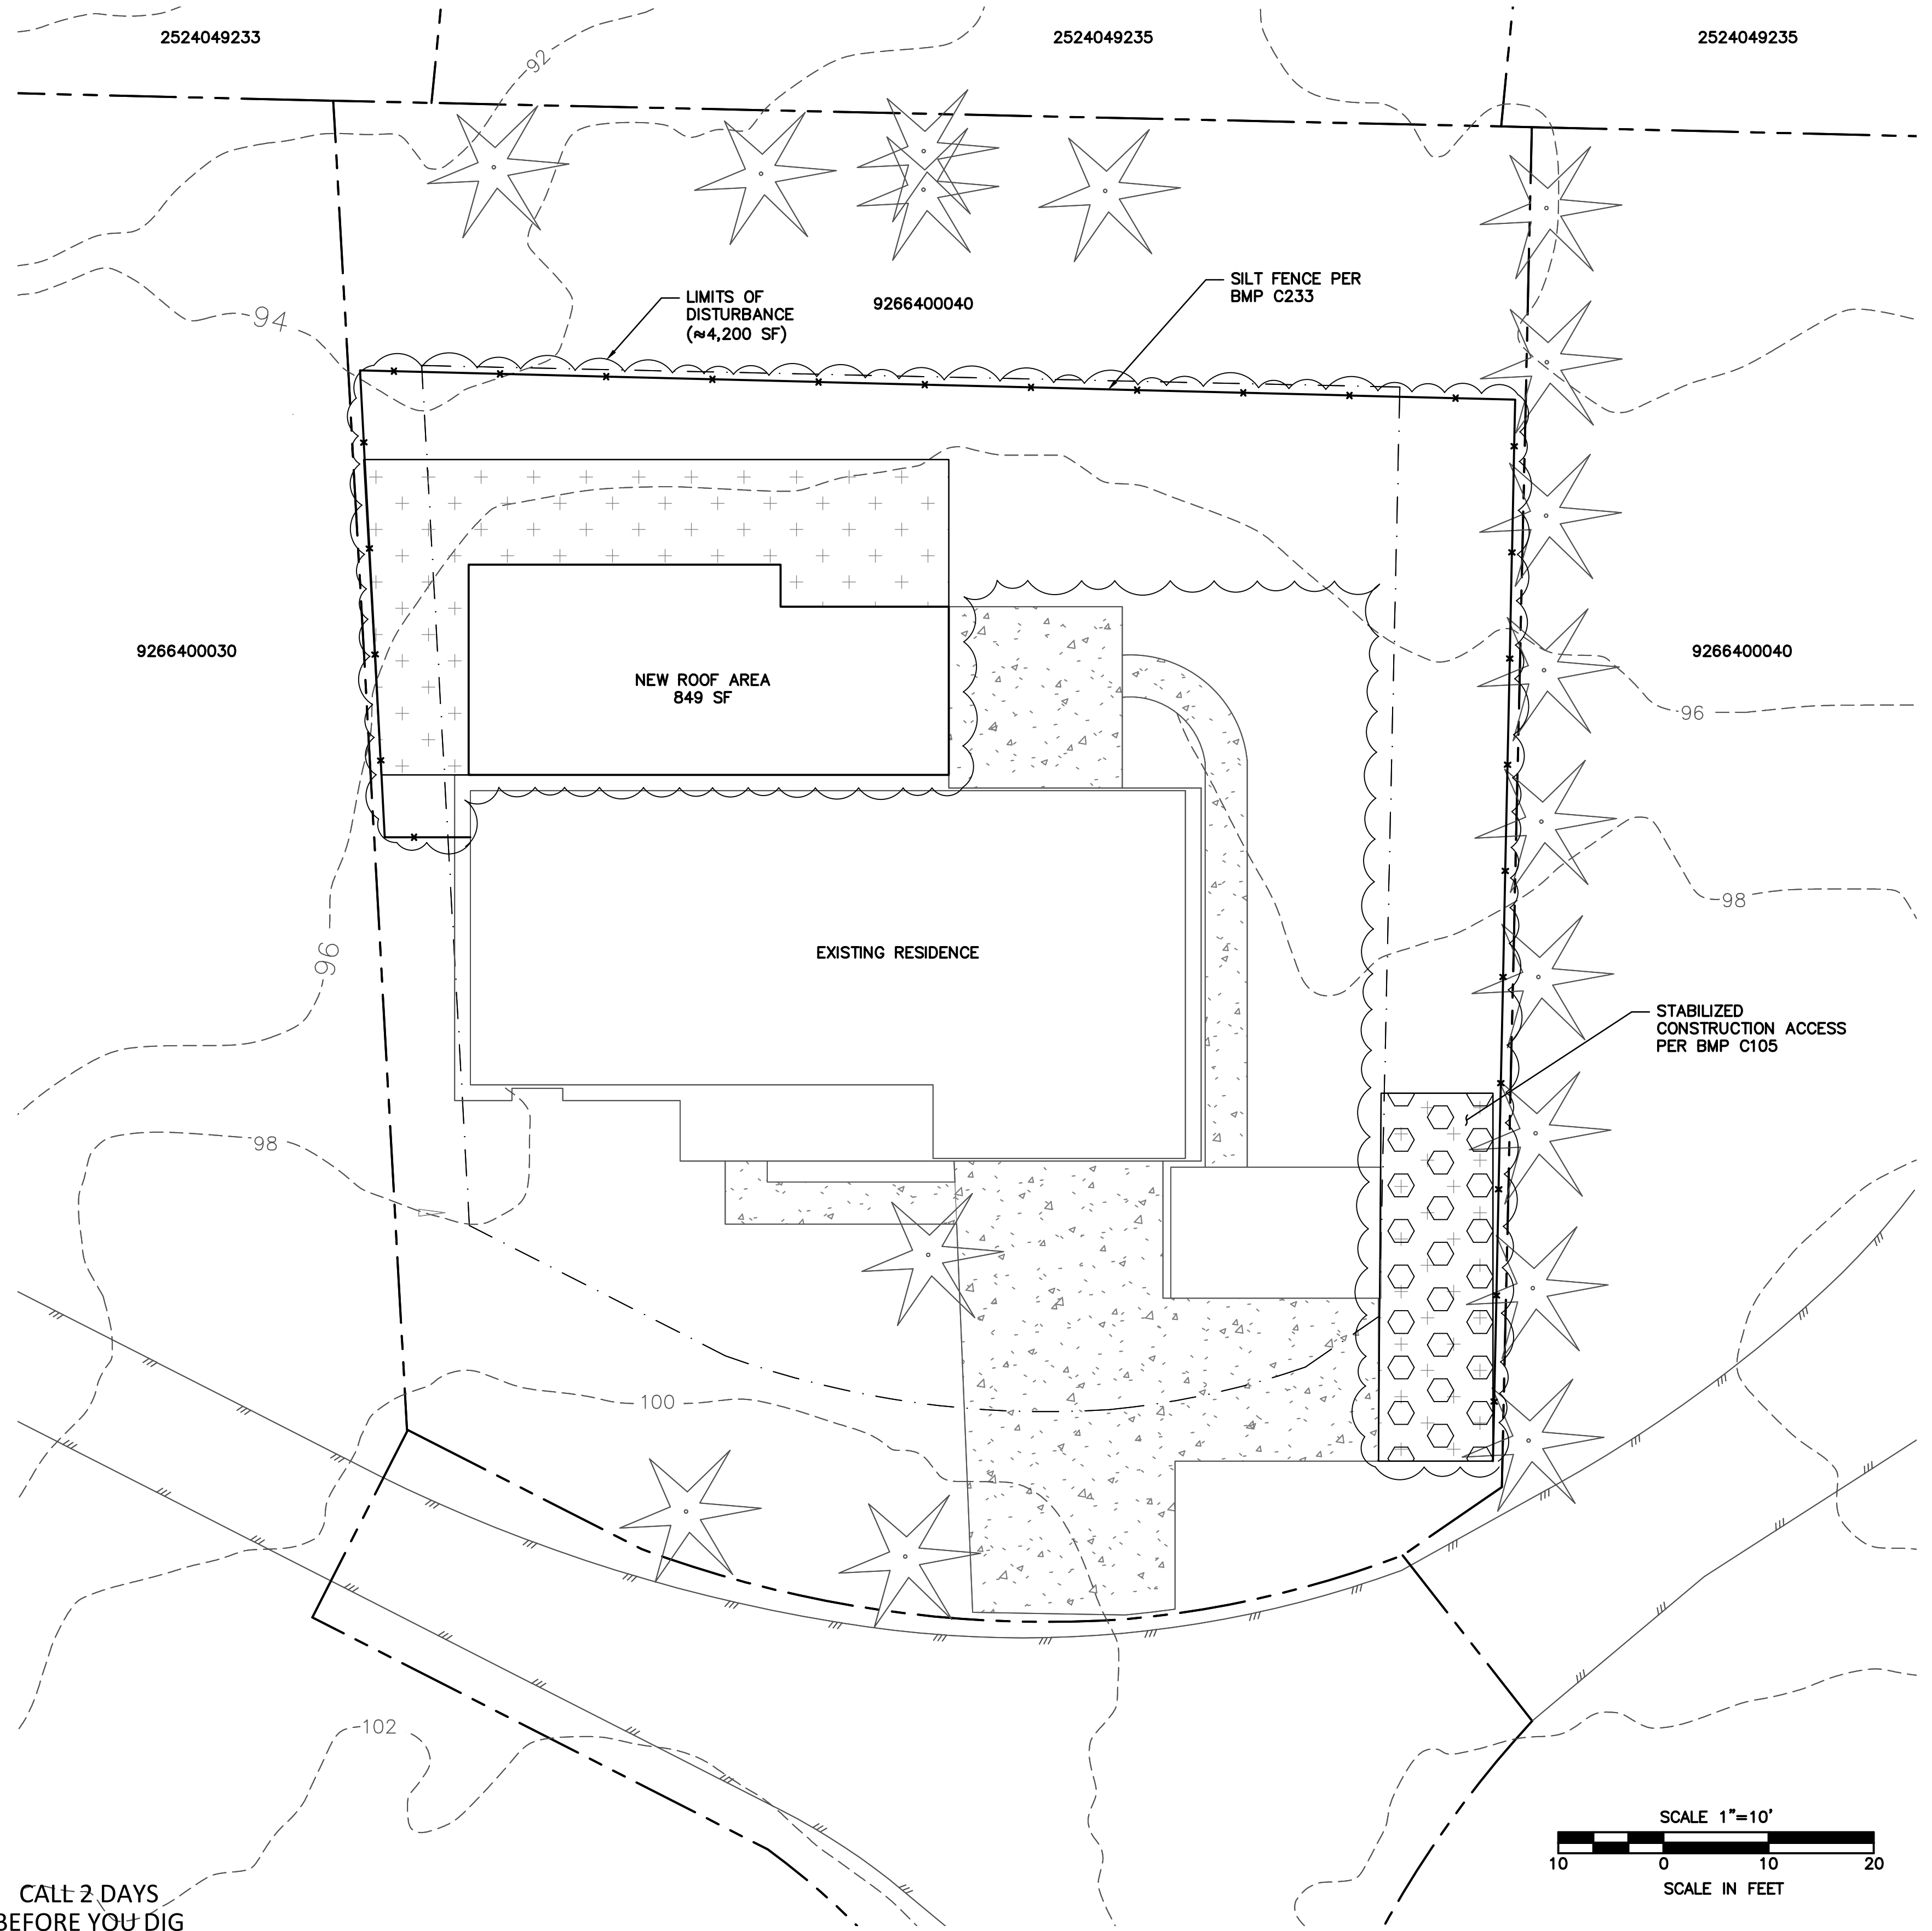 2524049233
2524049235
2524049235
92
SILT FENCE PER
BMP C233
LIMITS OF
DISTURBANCE
(≈4,200 SF)
9266400040
94
9266400030
NEW ROOF AREA
849 SF
9266400040
96
98
EXISTING RESIDENCE
96
STABILIZED
CONSTRUCTION ACCESS
PER BMP C105
98
100
102
SCALE 1"=10'
10 0 10 20
SCALE IN FEET
CALL 2 DAYS
BEFORE YOU DIG